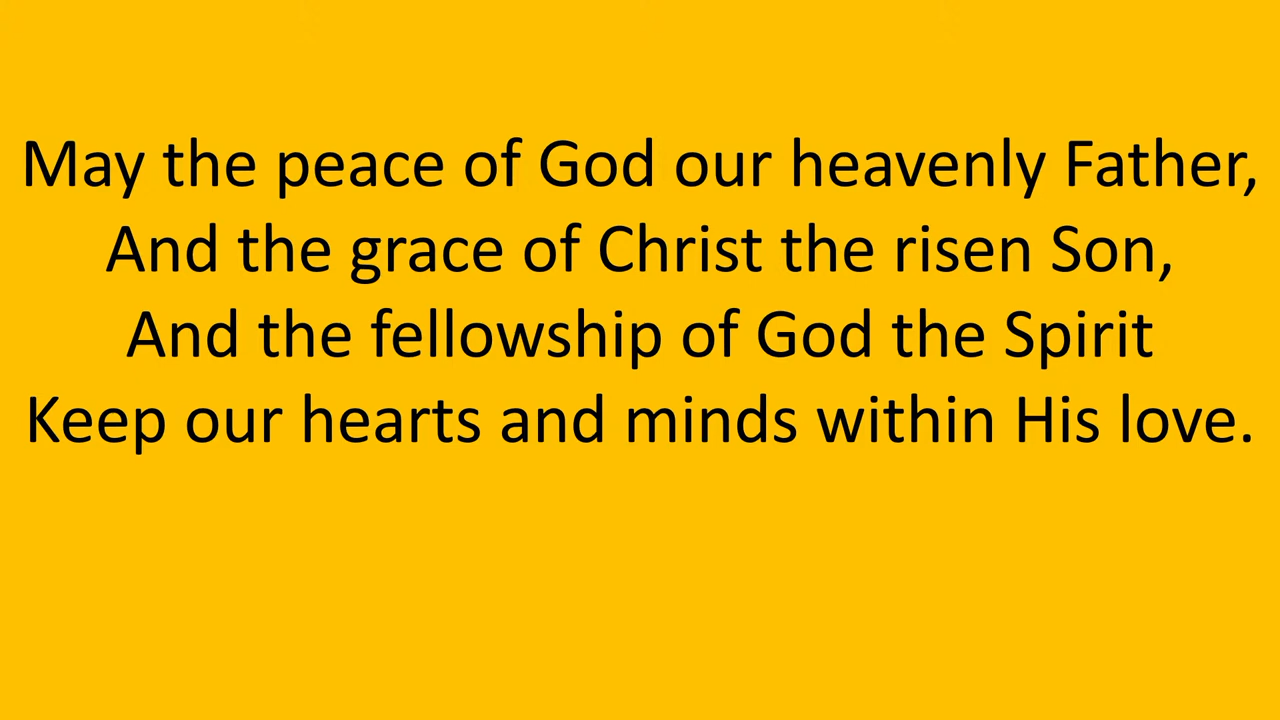 May the peace of God our heavenly Father,
And the grace of Christ the risen Son,
And the fellowship of God the Spirit
Keep our hearts and minds within His love.